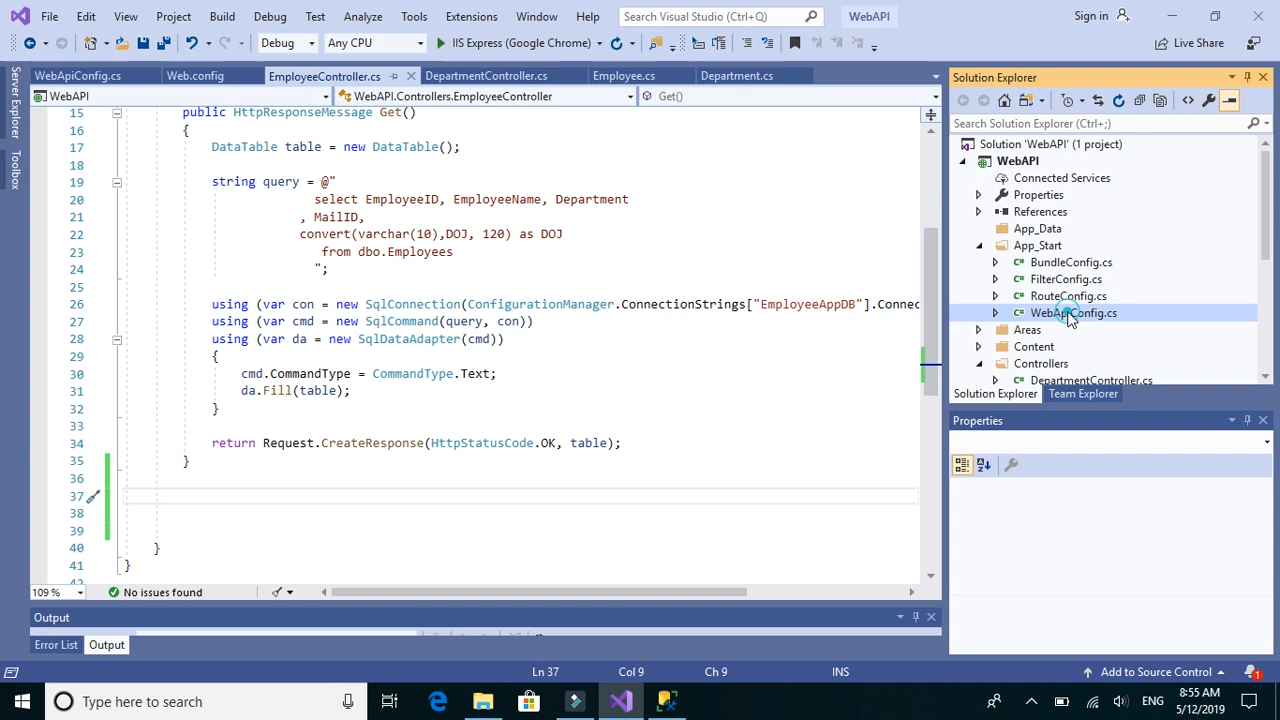 File Edit View Project Build Debug Test Analyze Tools Extensions Window Help Search Visual Studio (Ctrl+Q) WebAPI Sign in
Debug Any CPU IIS Express (Google Chrome) Live Share
Server Explorer
Toolbox
WebApiConfig.cs Web.config EmployeeController.cs DepartmentController.cs Employee.cs Department.cs
WebAPI WebAPI.Controllers.EmployeeController Get()
15 public HttpResponseMessage Get()
16 {
17 DataTable table = new DataTable();
18
19 string query = @"
20 select EmployeeID, EmployeeName, Department
21 , MailID,
22 convert(varchar(10),DOJ, 120) as DOJ
23 from dbo.Employees
24 ";
25
26 using (var con = new SqlConnection(ConfigurationManager.ConnectionStrings["EmployeeAppDB"].Connec
27 using (var cmd = new SqlCommand(query, con))
28 using (var da = new SqlDataAdapter(cmd))
29 {
30 cmd.CommandType = CommandType.Text;
31 da.Fill(table);
32 }
33
34 return Request.CreateResponse(HttpStatusCode.OK, table);
35 }
36
37
38
39
40 }
41 }
109 % No issues found
Output
Error List Output
Solution Explorer
Search Solution Explorer (Ctrl+;)
Solution 'WebAPI' (1 project)
WebAPI
Connected Services
Properties
References
App_Data
App_Start
BundleConfig.cs
FilterConfig.cs
RouteConfig.cs
WebApiConfig.cs
Areas
Content
Controllers
DepartmentController.cs
Solution Explorer Team Explorer
Properties
Ln 37 Col 9 Ch 9 INS Add to Source Control 1
Type here to search ENG 8:55 AM
5/12/2019